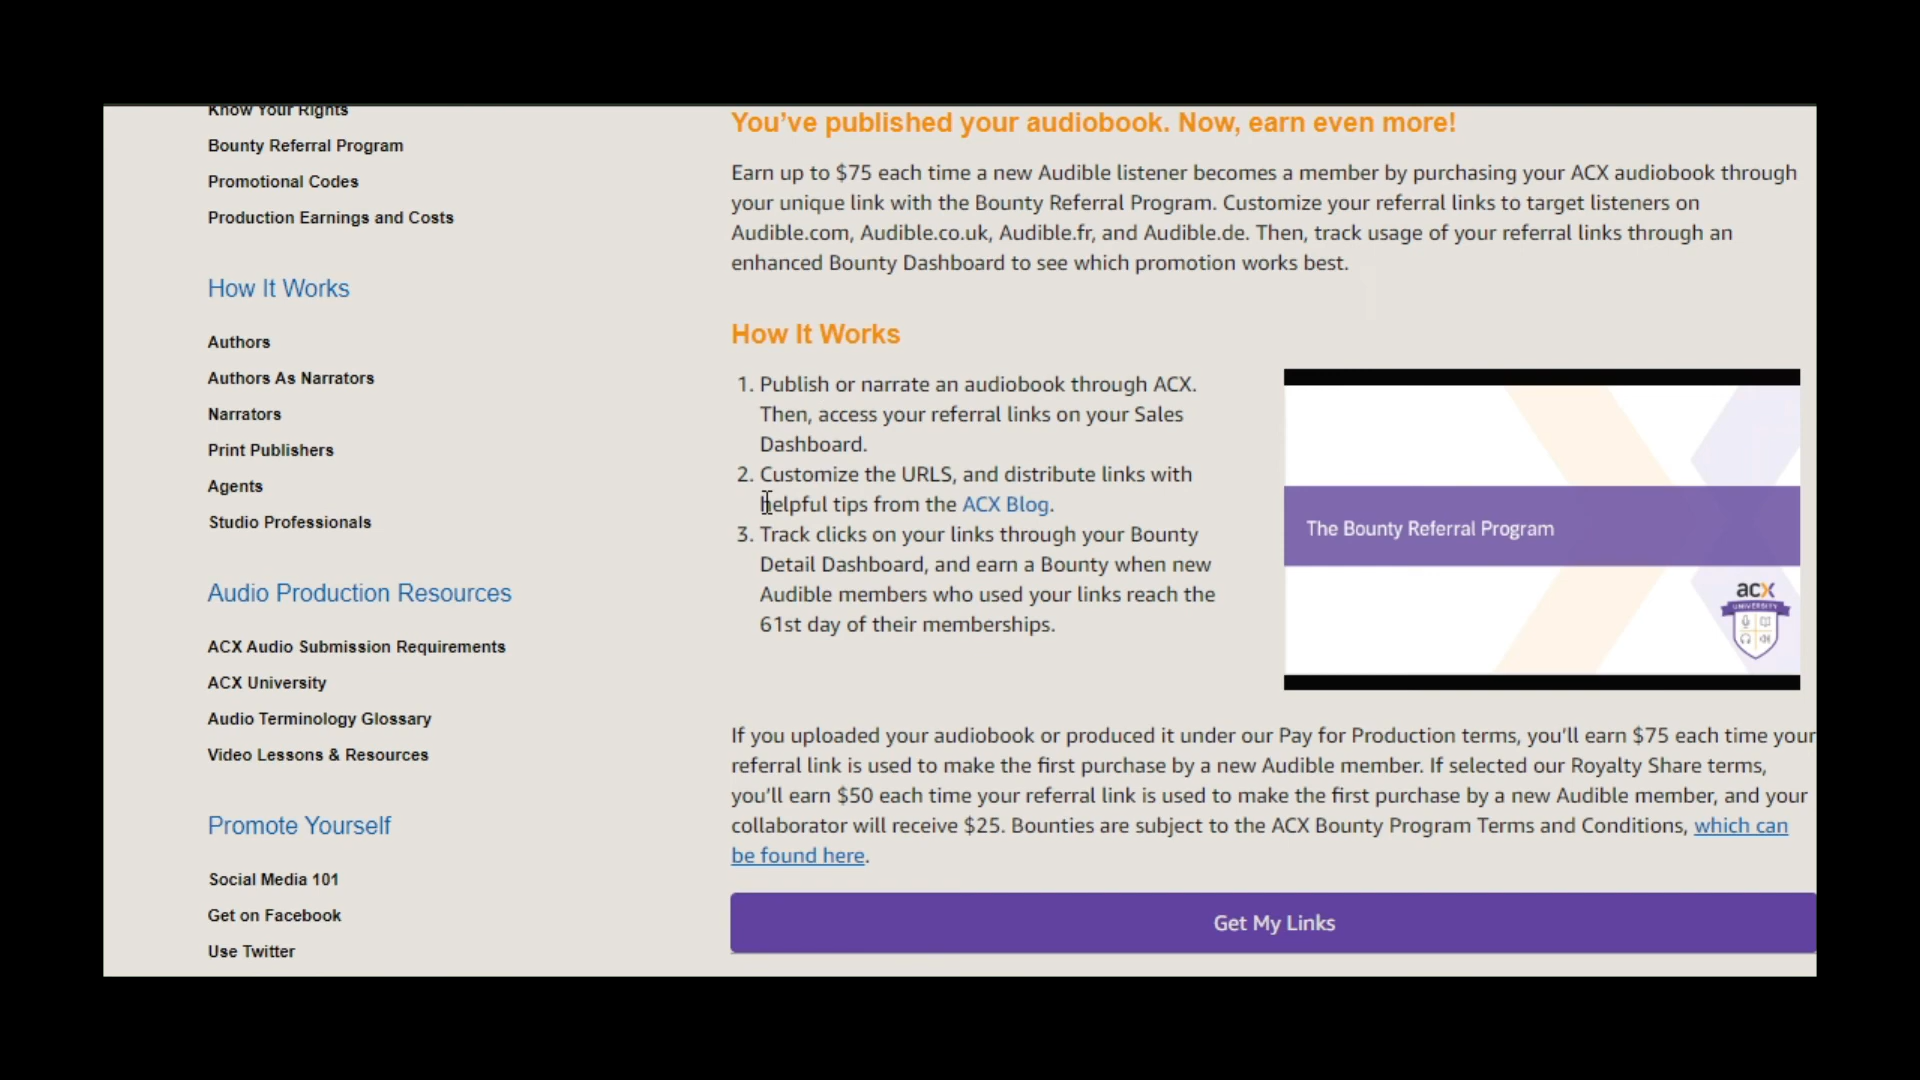 Know Your Rights
Bounty Referral Program
Promotional Codes
Production Earnings and Costs
How It Works
Authors
Authors As Narrators
Narrators
Print Publishers
Agents
Studio Professionals
Audio Production Resources
ACX Audio Submission Requirements
ACX University
Audio Terminology Glossary
Video Lessons & Resources
Promote Yourself
Social Media 101
Get on Facebook
Use Twitter
You’ve published your audiobook. Now, earn even more!
Earn up to $75 each time a new Audible listener becomes a member by purchasing your ACX audiobook through
your unique link with the Bounty Referral Program. Customize your referral links to target listeners on
Audible.com, Audible.co.uk, Audible.fr, and Audible.de. Then, track usage of your referral links through an
enhanced Bounty Dashboard to see which promotion works best.
How It Works
1. Publish or narrate an audiobook through ACX.
Then, access your referral links on your Sales
Dashboard.
2. Customize the URLS, and distribute links with
helpful tips from the ACX Blog.
3. Track clicks on your links through your Bounty
Detail Dashboard, and earn a Bounty when new
Audible members who used your links reach the
61st day of their memberships.
The Bounty Referral Program
acx
UNIVERSITY
If you uploaded your audiobook or produced it under our Pay for Production terms, you’ll earn $75 each time your
referral link is used to make the first purchase by a new Audible member. If selected our Royalty Share terms,
you’ll earn $50 each time your referral link is used to make the first purchase by a new Audible member, and your
collaborator will receive $25. Bounties are subject to the ACX Bounty Program Terms and Conditions, which can
be found here.
Get My Links